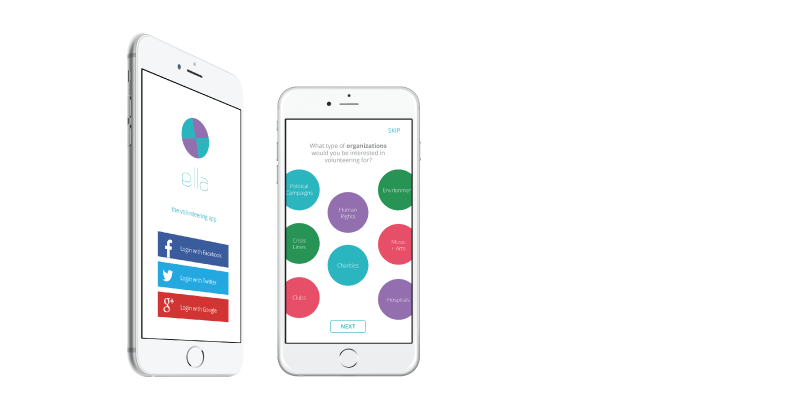 ella
the volunteering app
f Login with Facebook
Login with Twitter
g+ Login with Google
SKIP
What type of organizations
would you be interested in
volunteering for?
Political
Campaigns
Environmen
Human
Rights
Crisis
Lines
Music
+ Arts
Charities
Clubs
Hospitals
NEXT